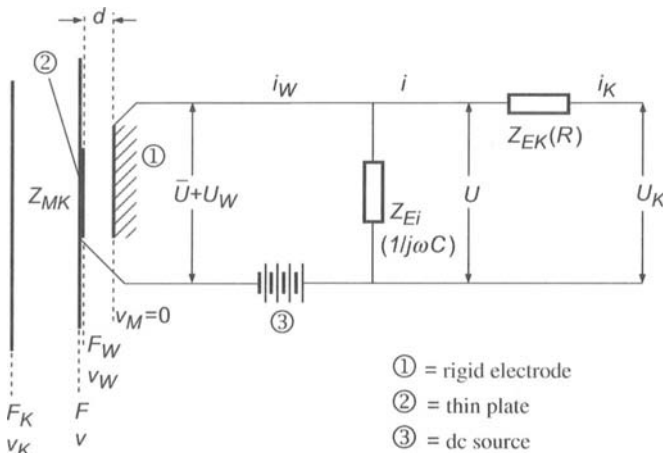 d
②
i_W
i
i_K
Z_EK(R)
①
Z_MK
U̅+U_W
Z_Ei
(1/jωC)
U
U_K
③
v_M=0
F_W
v_W
F_K
F
v_K
v
① = rigid electrode
② = thin plate
③ = dc source